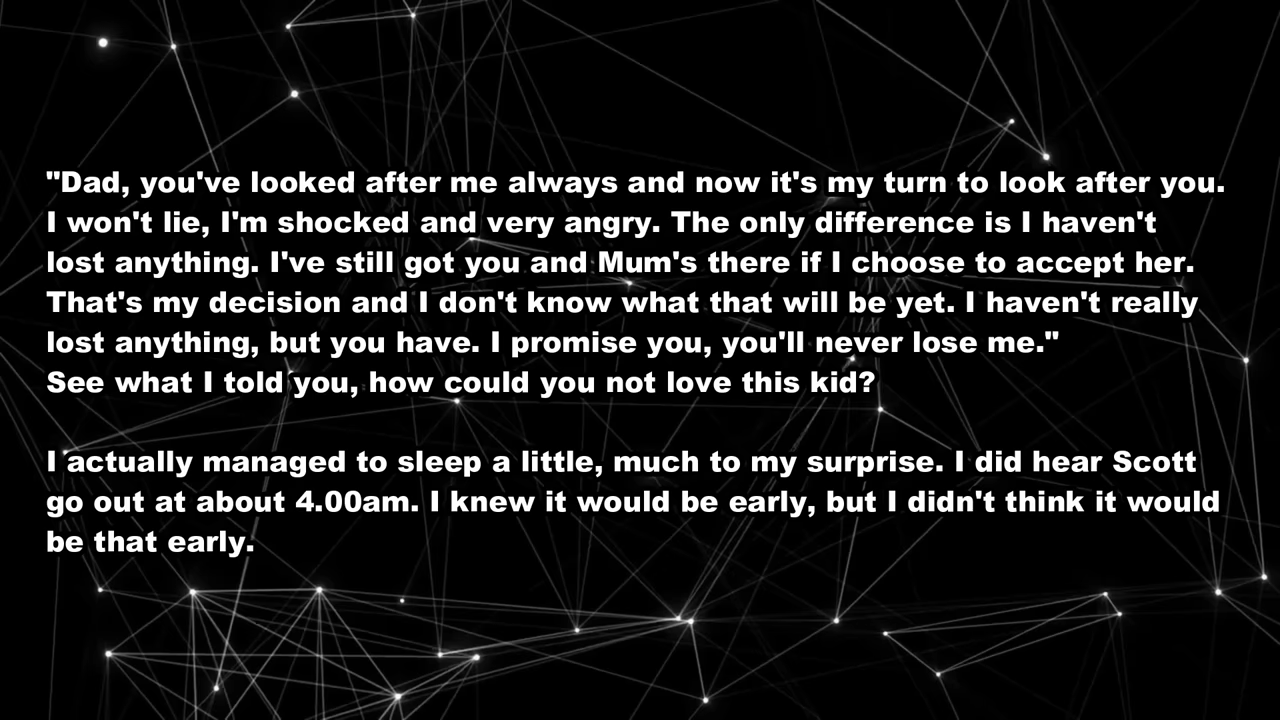 "Dad, you've looked after me always and now it's my turn to look after you.
I won't lie, I'm shocked and very angry. The only difference is I haven't
lost anything. I've still got you and Mum's there if I choose to accept her.
That's my decision and I don't know what that will be yet. I haven't really
lost anything, but you have. I promise you, you'll never lose me."
See what I told you, how could you not love this kid?
I actually managed to sleep a little, much to my surprise. I did hear Scott
go out at about 4.00am. I knew it would be early, but I didn't think it would
be that early.